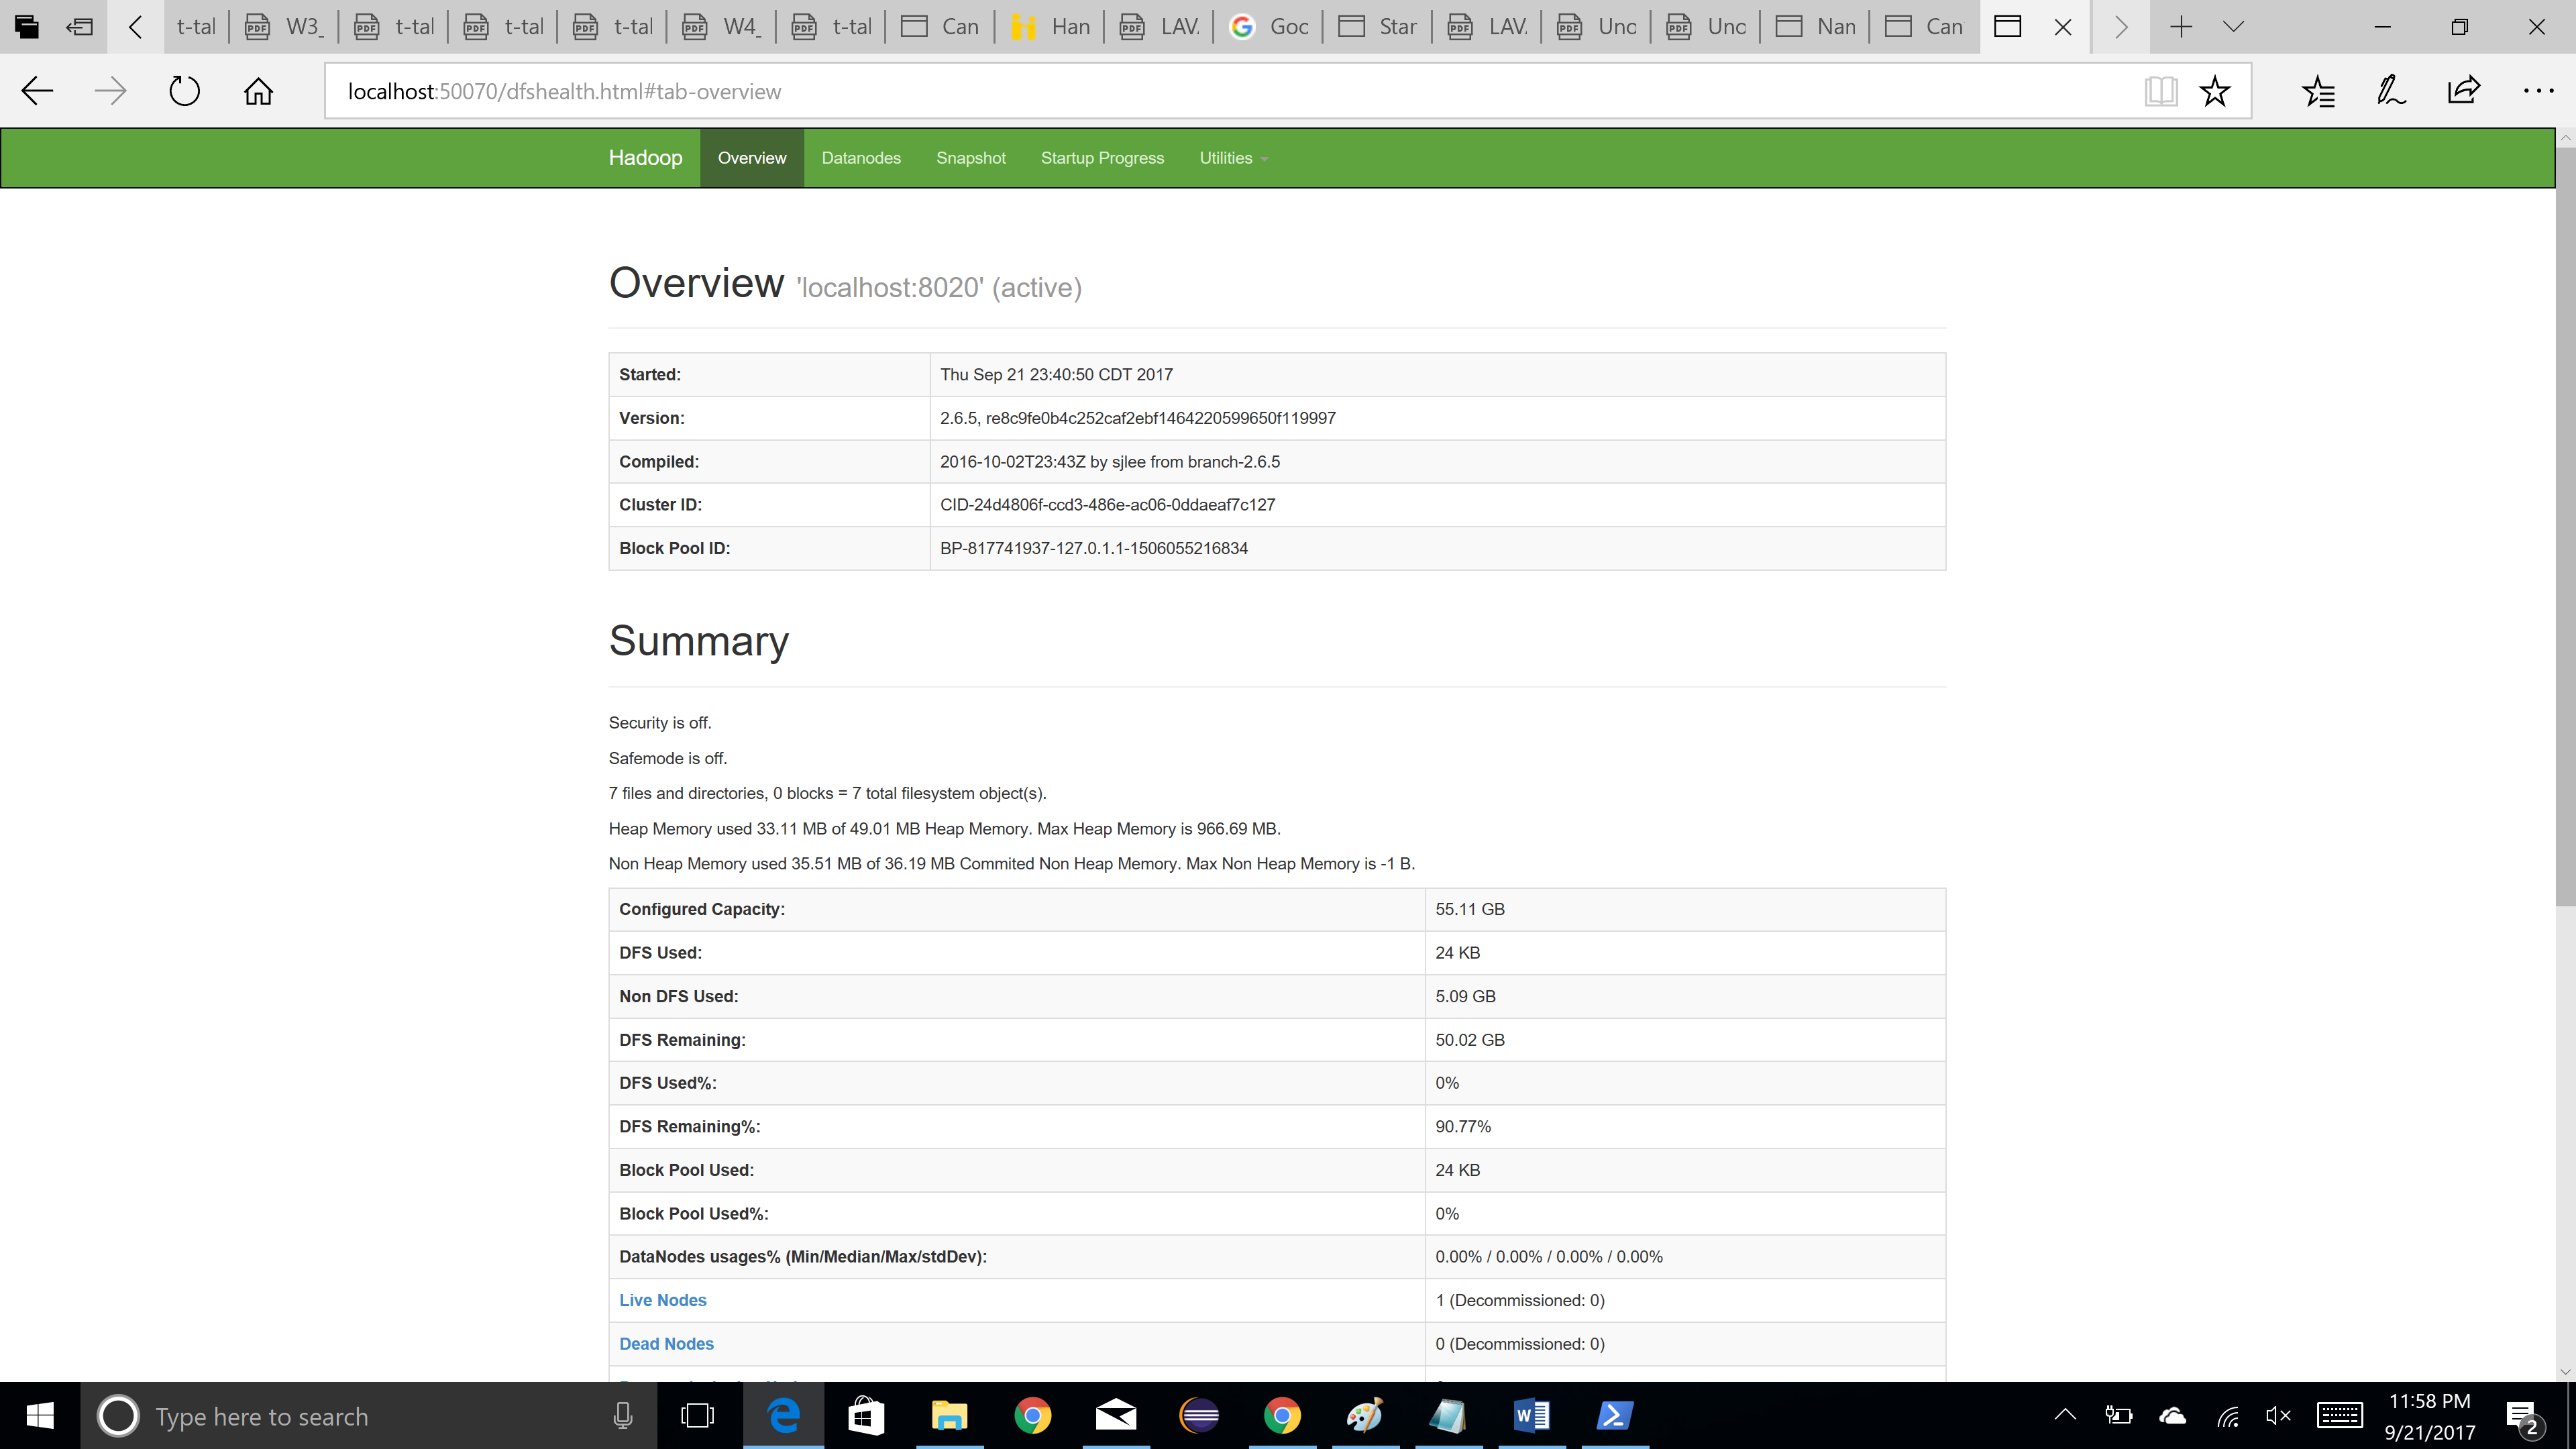 t-tal W3_ t-tal t-tal t-tal W4_ t-tal Can Han LAV. Goc Star LAV. Unc Unc Nan Can
localhost:50070/dfshealth.html#tab-overview
Hadoop Overview Datanodes Snapshot Startup Progress Utilities
Overview 'localhost:8020' (active)
Started: Thu Sep 21 23:40:50 CDT 2017
Version: 2.6.5, re8c9fe0b4c252caf2ebf1464220599650f119997
Compiled: 2016-10-02T23:43Z by sjlee from branch-2.6.5
Cluster ID: CID-24d4806f-ccd3-486e-ac06-0ddaeaf7c127
Block Pool ID: BP-817741937-127.0.1.1-1506055216834
Summary
Security is off.
Safemode is off.
7 files and directories, 0 blocks = 7 total filesystem object(s).
Heap Memory used 33.11 MB of 49.01 MB Heap Memory. Max Heap Memory is 966.69 MB.
Non Heap Memory used 35.51 MB of 36.19 MB Commited Non Heap Memory. Max Non Heap Memory is -1 B.
Configured Capacity: 55.11 GB
DFS Used: 24 KB
Non DFS Used: 5.09 GB
DFS Remaining: 50.02 GB
DFS Used%: 0%
DFS Remaining%: 90.77%
Block Pool Used: 24 KB
Block Pool Used%: 0%
DataNodes usages% (Min/Median/Max/stdDev): 0.00% / 0.00% / 0.00% / 0.00%
Live Nodes 1 (Decommissioned: 0)
Dead Nodes 0 (Decommissioned: 0)
Type here to search
11:58 PM
9/21/2017
2